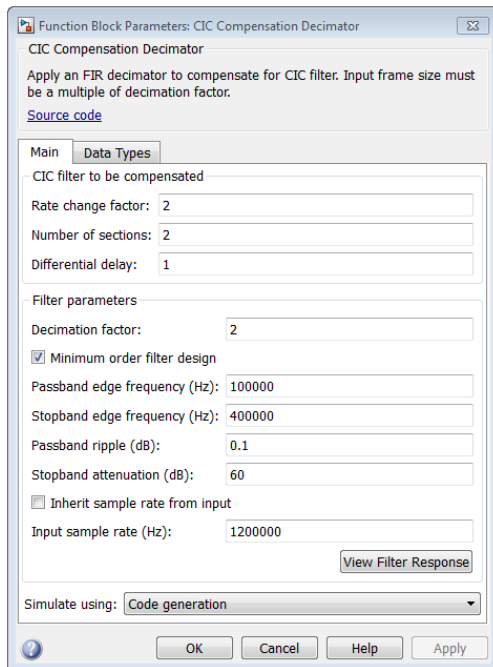 Function Block Parameters: CIC Compensation Decimator
CIC Compensation Decimator
Apply an FIR decimator to compensate for CIC filter. Input frame size must
be a multiple of decimation factor.
Source code
Main Data Types
CIC filter to be compensated
Rate change factor: 2
Number of sections: 2
Differential delay: 1
Filter parameters
Decimation factor: 2
Minimum order filter design
Passband edge frequency (Hz): 100000
Stopband edge frequency (Hz): 400000
Passband ripple (dB): 0.1
Stopband attenuation (dB): 60
Inherit sample rate from input
Input sample rate (Hz): 1200000
View Filter Response
Simulate using: Code generation
? OK Cancel Help Apply